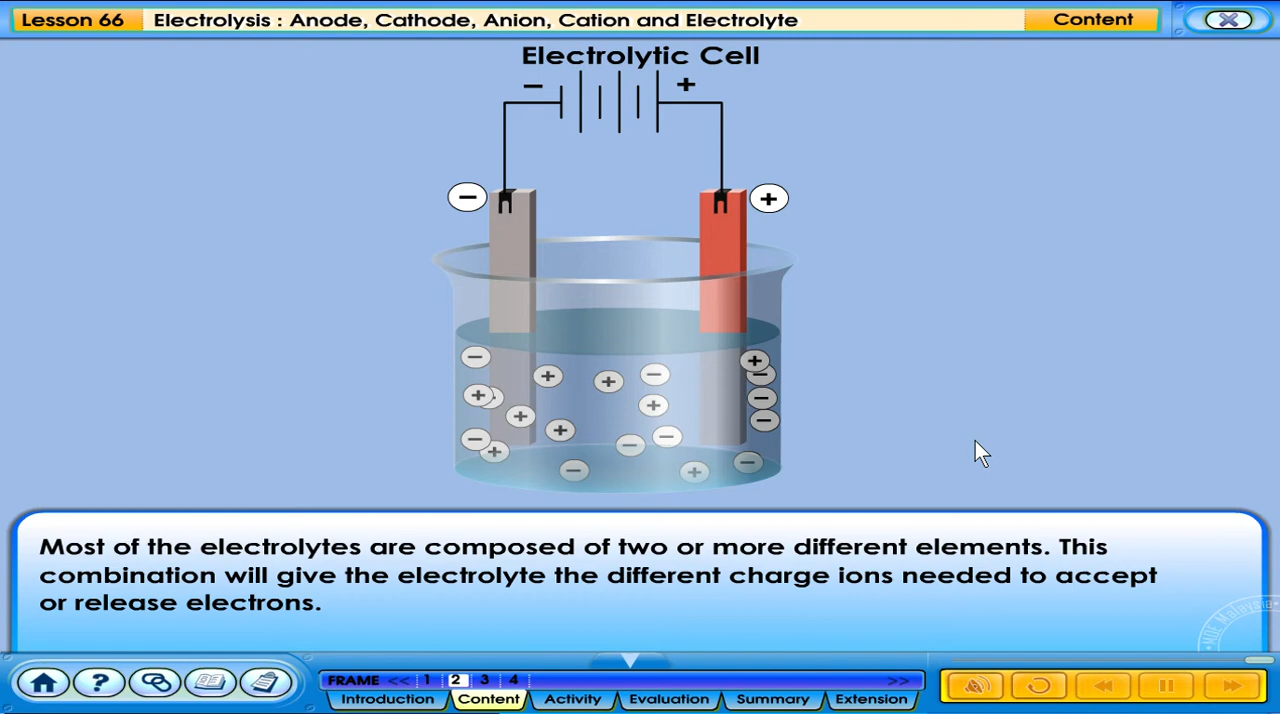 Lesson 66
Electrolysis : Anode, Cathode, Anion, Cation and Electrolyte
Content
Electrolytic Cell
− +
− +
Most of the electrolytes are composed of two or more different elements. This
combination will give the electrolyte the different charge ions needed to accept
or release electrons.
MDE Malaysia
FRAME << 1 2 3 4 >>
Introduction Content Activity Evaluation Summary Extension